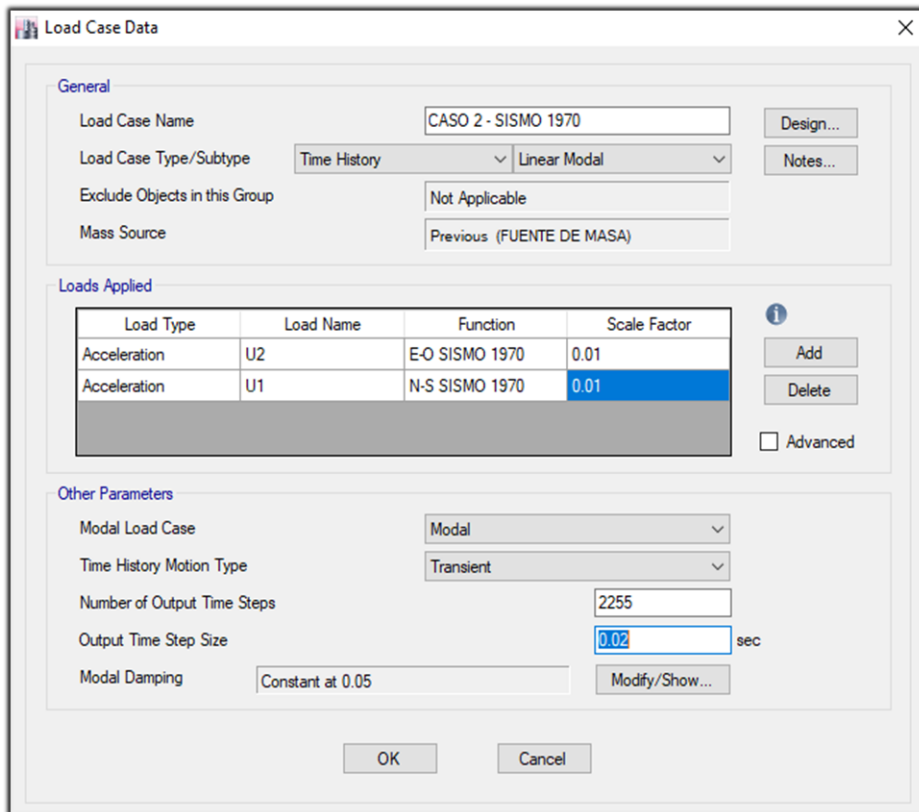 Load Case Data
General
Load Case Name CASO 2 - SISMO 1970 Design...
Load Case Type/Subtype Time History Linear Modal Notes...
Exclude Objects in this Group Not Applicable
Mass Source Previous (FUENTE DE MASA)
Loads Applied
Load Type Load Name Function Scale Factor
Acceleration U2 E-O SISMO 1970 0.01 Add
Acceleration U1 N-S SISMO 1970 0.01 Delete
Advanced
Other Parameters
Modal Load Case Modal
Time History Motion Type Transient
Number of Output Time Steps 2255
Output Time Step Size 0.02 sec
Modal Damping Constant at 0.05 Modify/Show...
OK Cancel